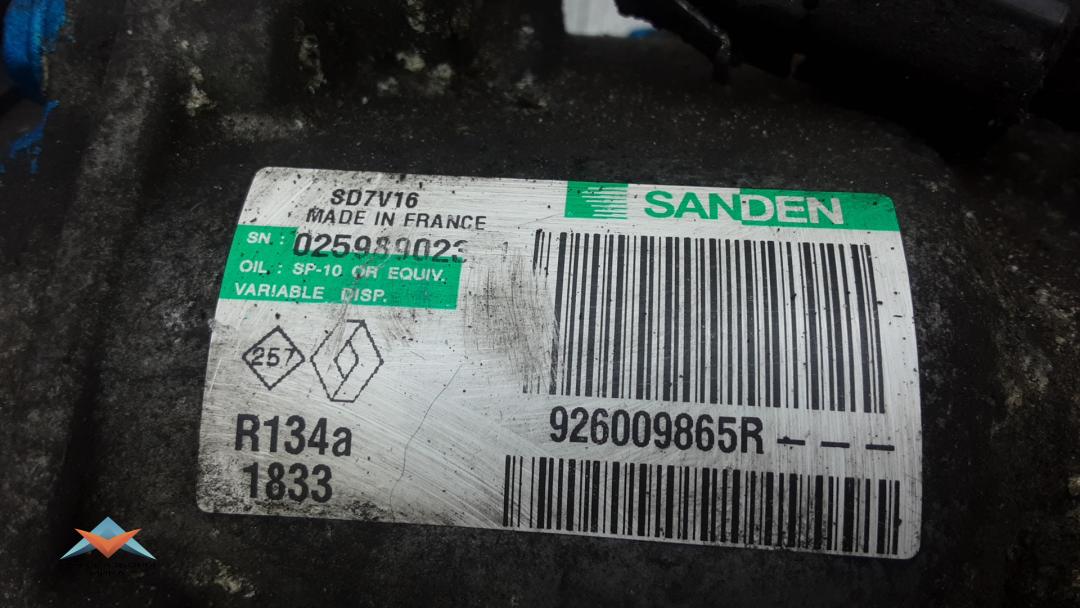 SD7V16
MADE IN FRANCE
SANDEN
SN : 025989023
OIL : SP-10 OR EQUIV.
VARIABLE DISP.
257
R134a
1833
926009865R – – –